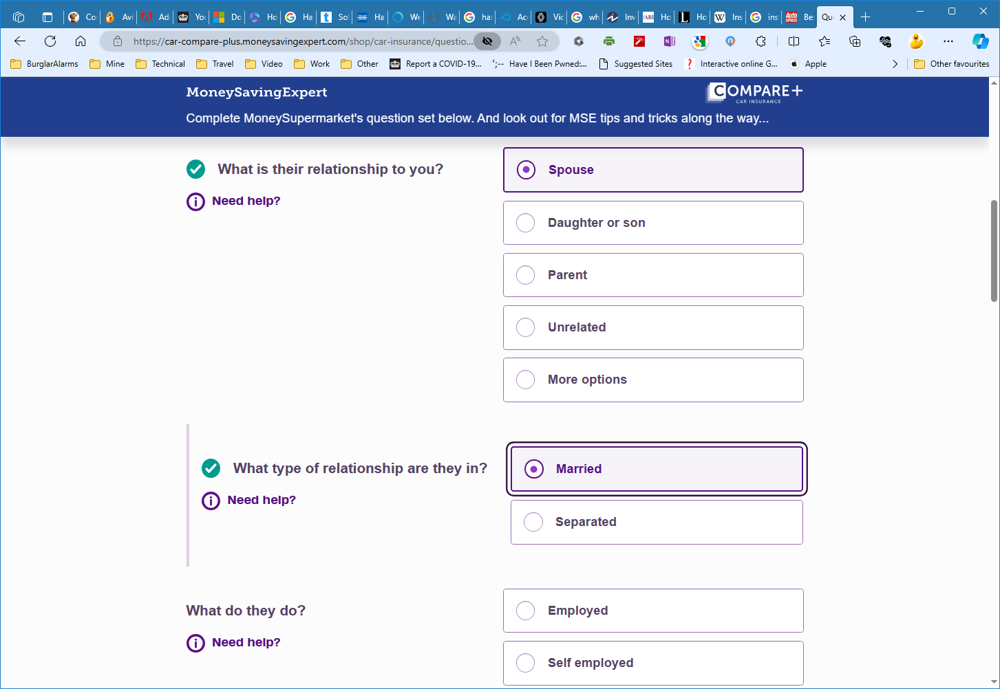 Co
Avi
Ad
Yo
Do
Ho
Ha
So
Ha
We
Wa
har
Acc
Vic
wh
Inv
Ho
Ho
Ins
ins
Be
Qu
https://car-compare-plus.moneysavingexpert.com/shop/car-insurance/questio...
BurglarAlarms
Mine
Technical
Travel
Video
Work
Other
Report a COVID-19...
Have I Been Pwned:...
Suggested Sites
Interactive online G...
Apple
Other favourites
MoneySavingExpert
COMPARE+
CAR INSURANCE
Complete MoneySupermarket's question set below. And look out for MSE tips and tricks along the way...
What is their relationship to you?
Need help?
Spouse
Daughter or son
Parent
Unrelated
More options
What type of relationship are they in?
Need help?
Married
Separated
What do they do?
Need help?
Employed
Self employed